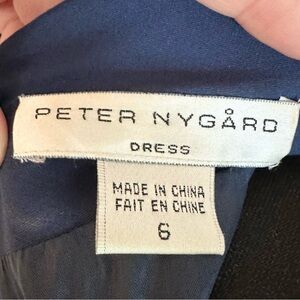 PETER NYGÅRD
DRESS
MADE IN CHINA
FAIT EN CHINE
6